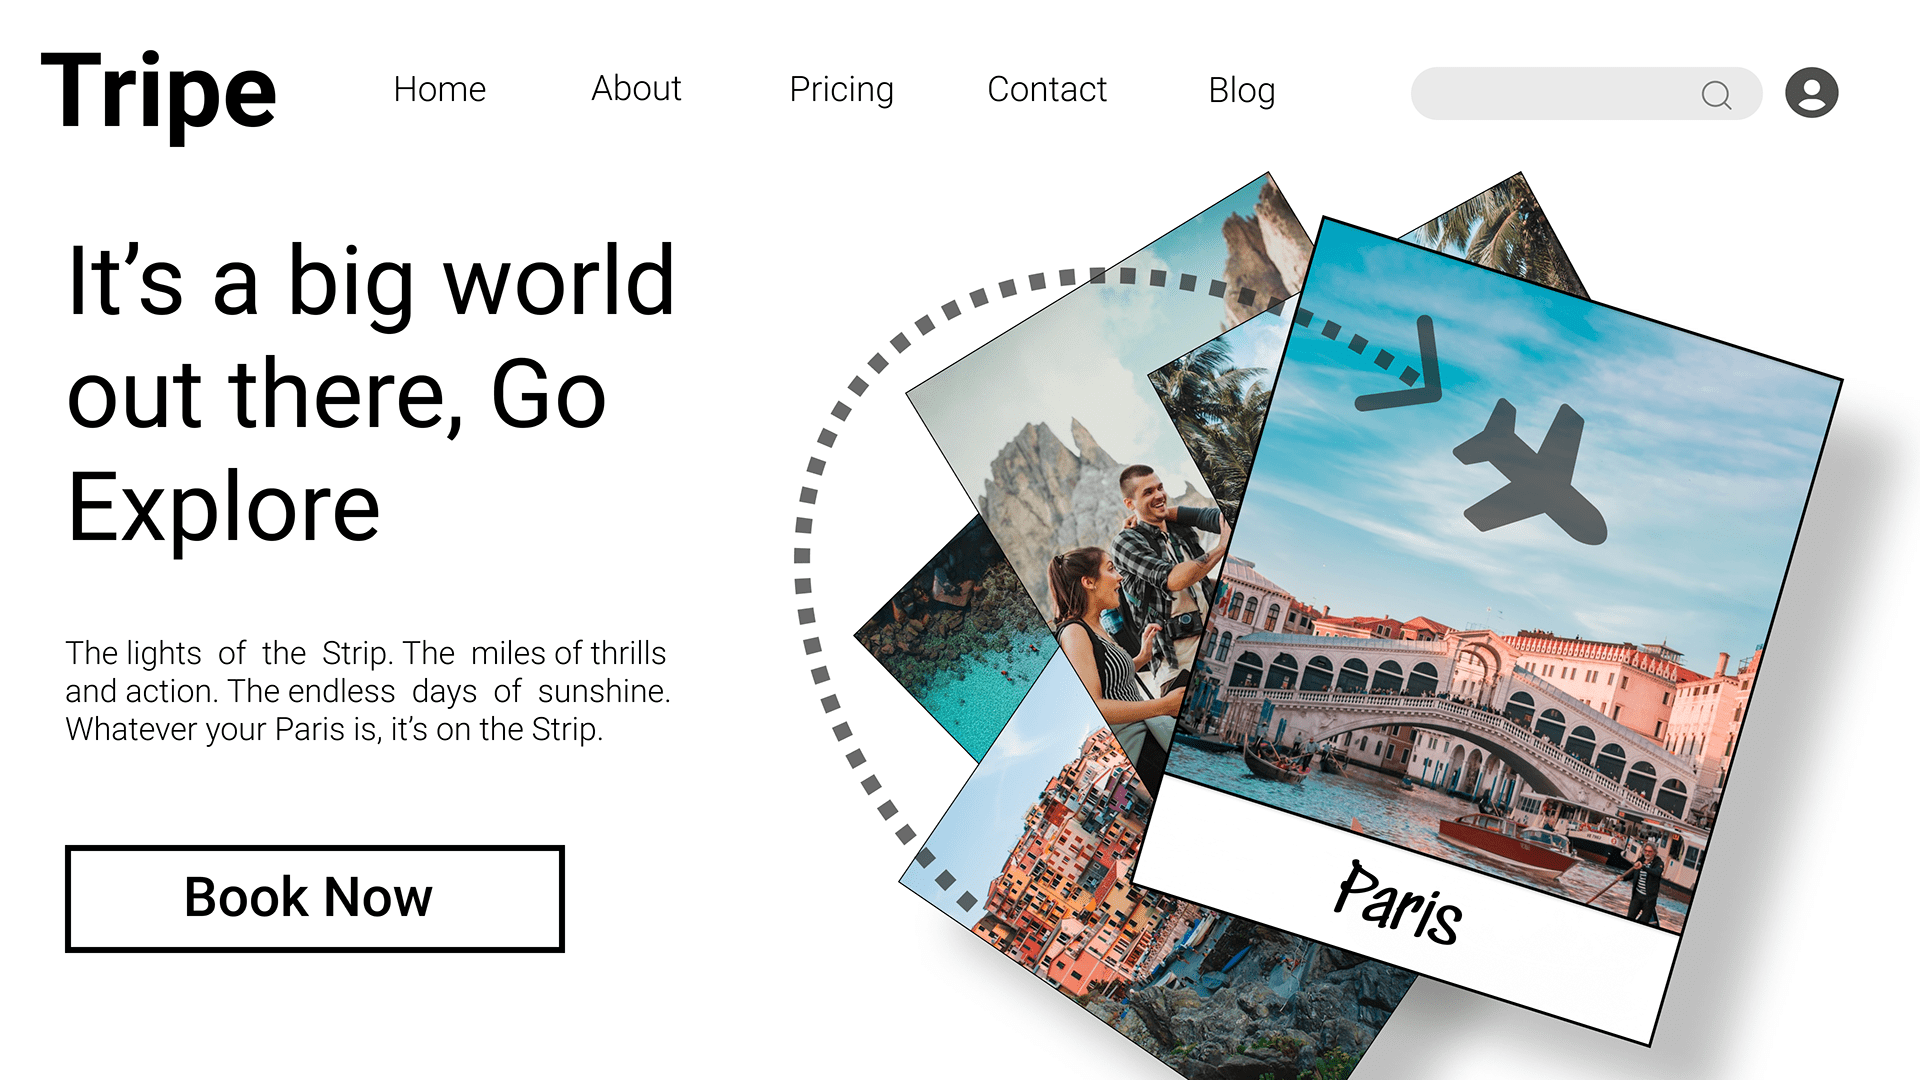 Tripe
Home About Pricing Contact Blog
It’s a big world
out there, Go
Explore
The lights of the Strip. The miles of thrills
and action. The endless days of sunshine.
Whatever your Paris is, it’s on the Strip.
Book Now
Paris